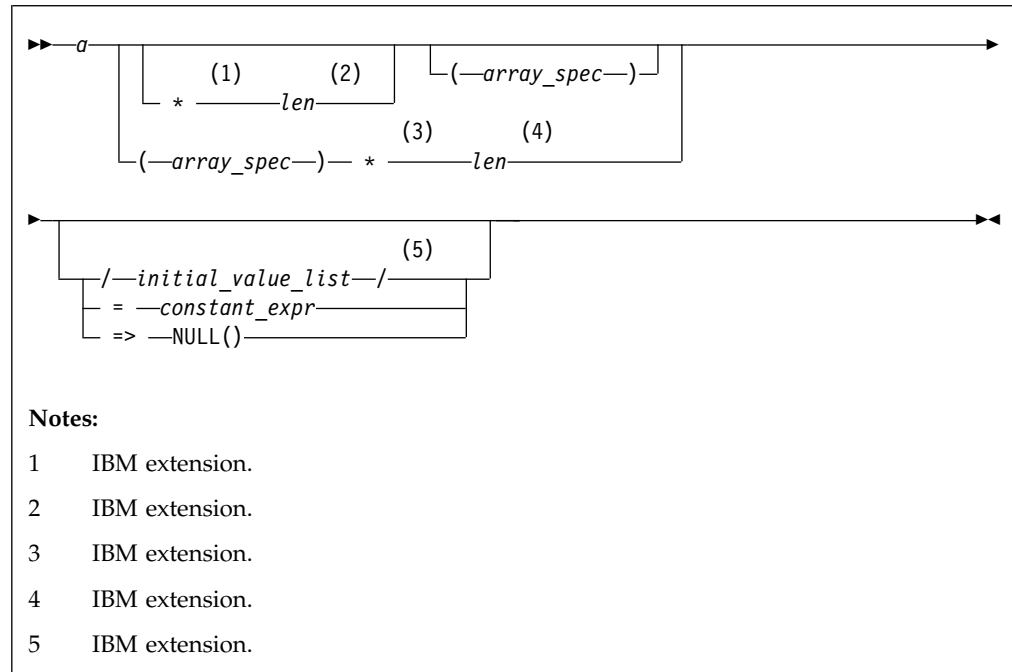 a
(1) (2)
* len
( array_spec )
(3) (4)
( array_spec ) * len
(5)
/ initial_value_list /
= constant_expr
=> NULL()
Notes:
1 IBM extension.
2 IBM extension.
3 IBM extension.
4 IBM extension.
5 IBM extension.